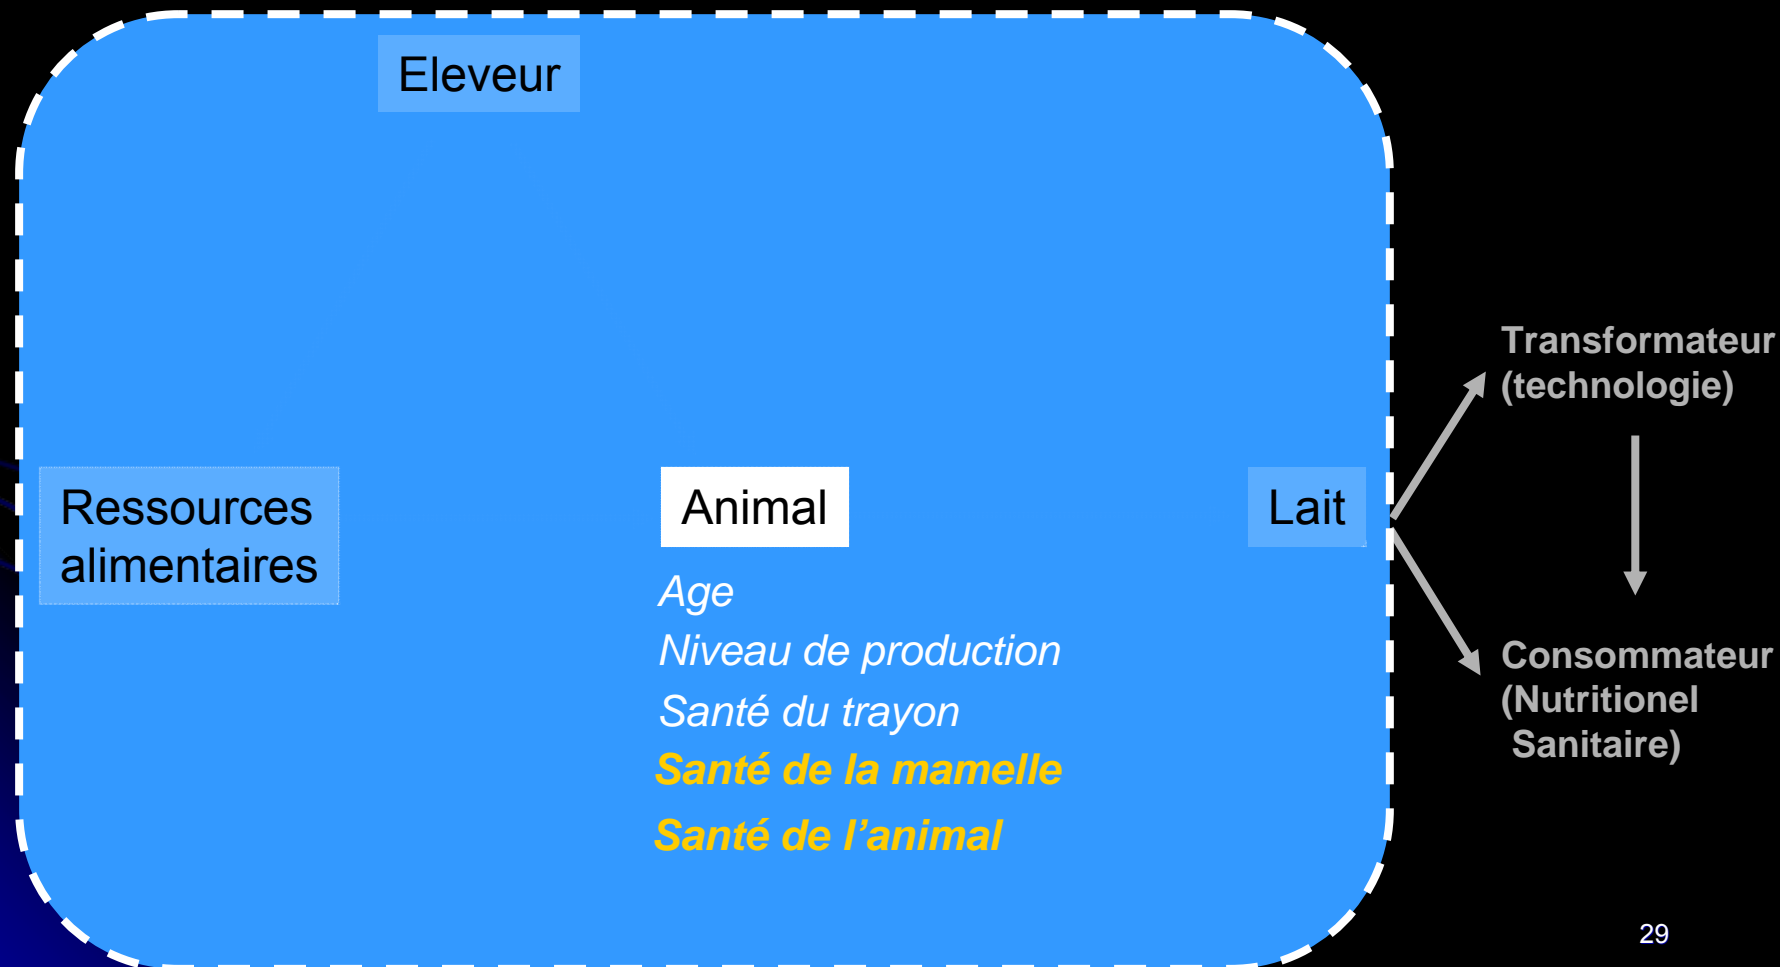 Eleveur
Transformateur
(technologie)
Ressources
alimentaires
Animal
Lait
Age
Niveau de production
Santé du trayon
Santé de la mamelle
Santé de l’animal
Consommateur
(Nutritionel
Sanitaire)
29